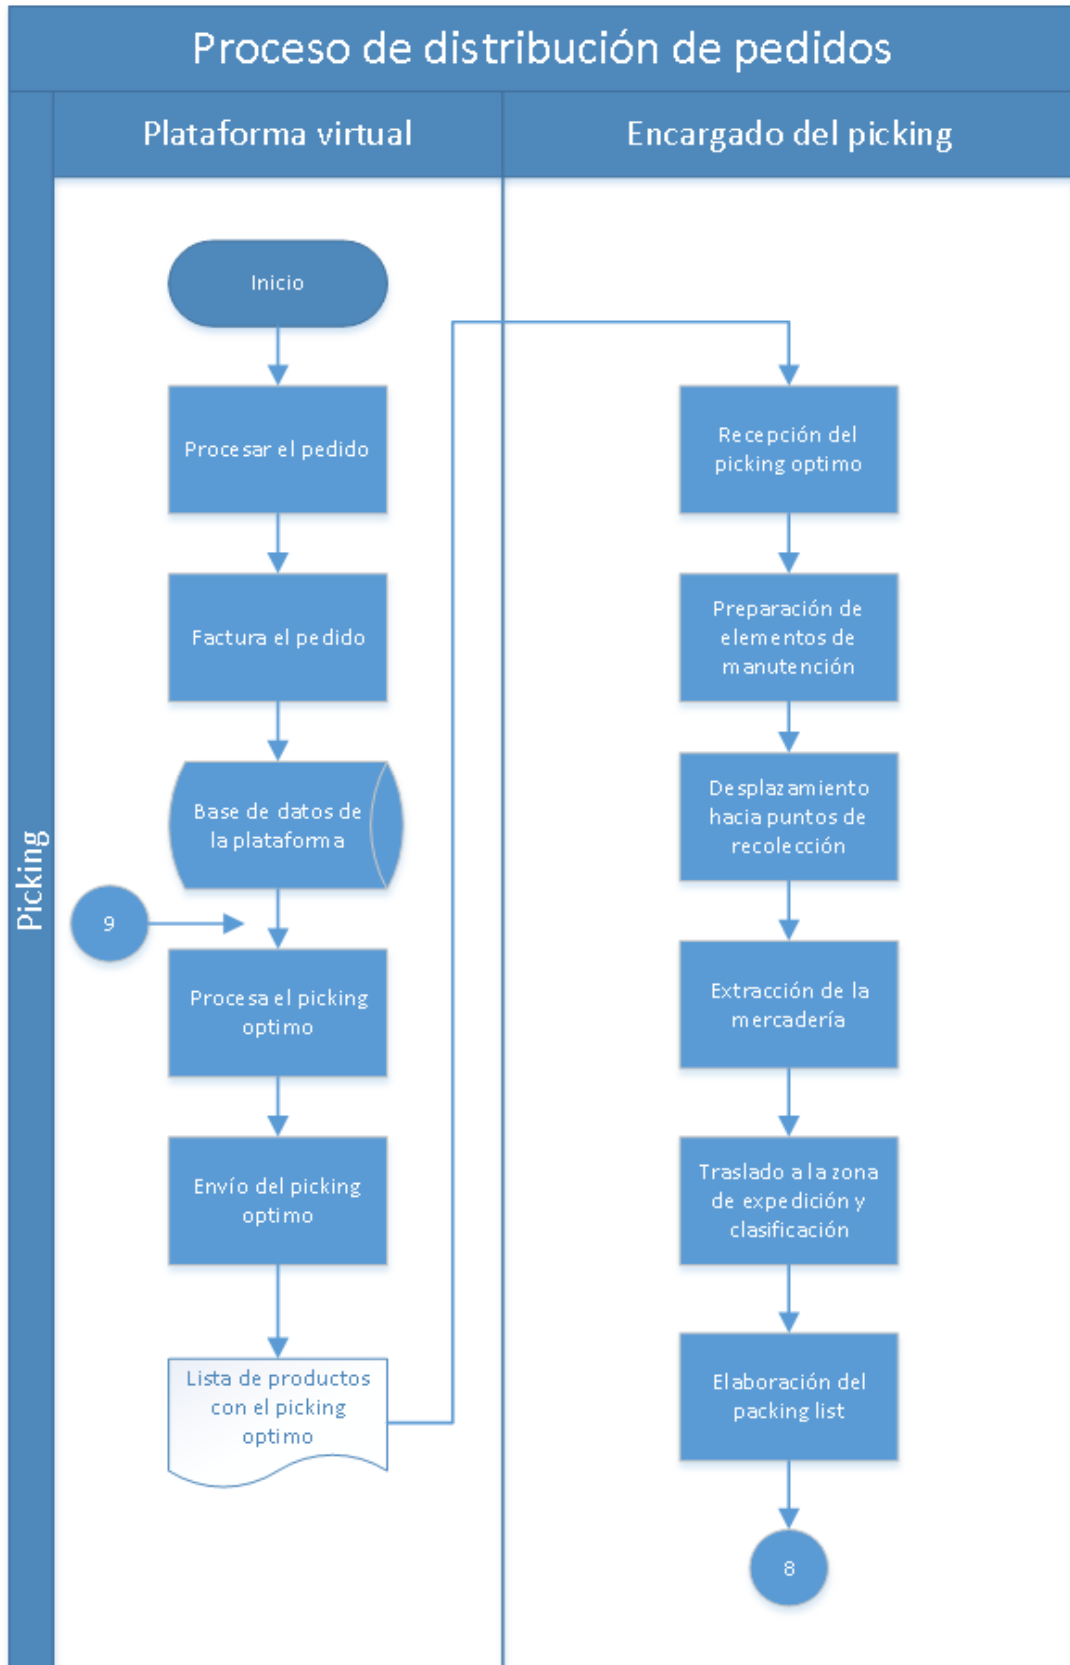 Proceso de distribución de pedidos
Plataforma virtual
Encargado del picking
Picking
Inicio
Procesar el pedido
Factura el pedido
Base de datos de
la plataforma
9
Procesa el picking
optimo
Envío del picking
optimo
Lista de productos
con el picking
optimo
Recepción del
picking optimo
Preparación de
elementos de
manutención
Desplazamiento
hacia puntos de
recolección
Extracción de la
mercadería
Traslado a la zona
de expedición y
clasificación
Elaboración del
packing list
8